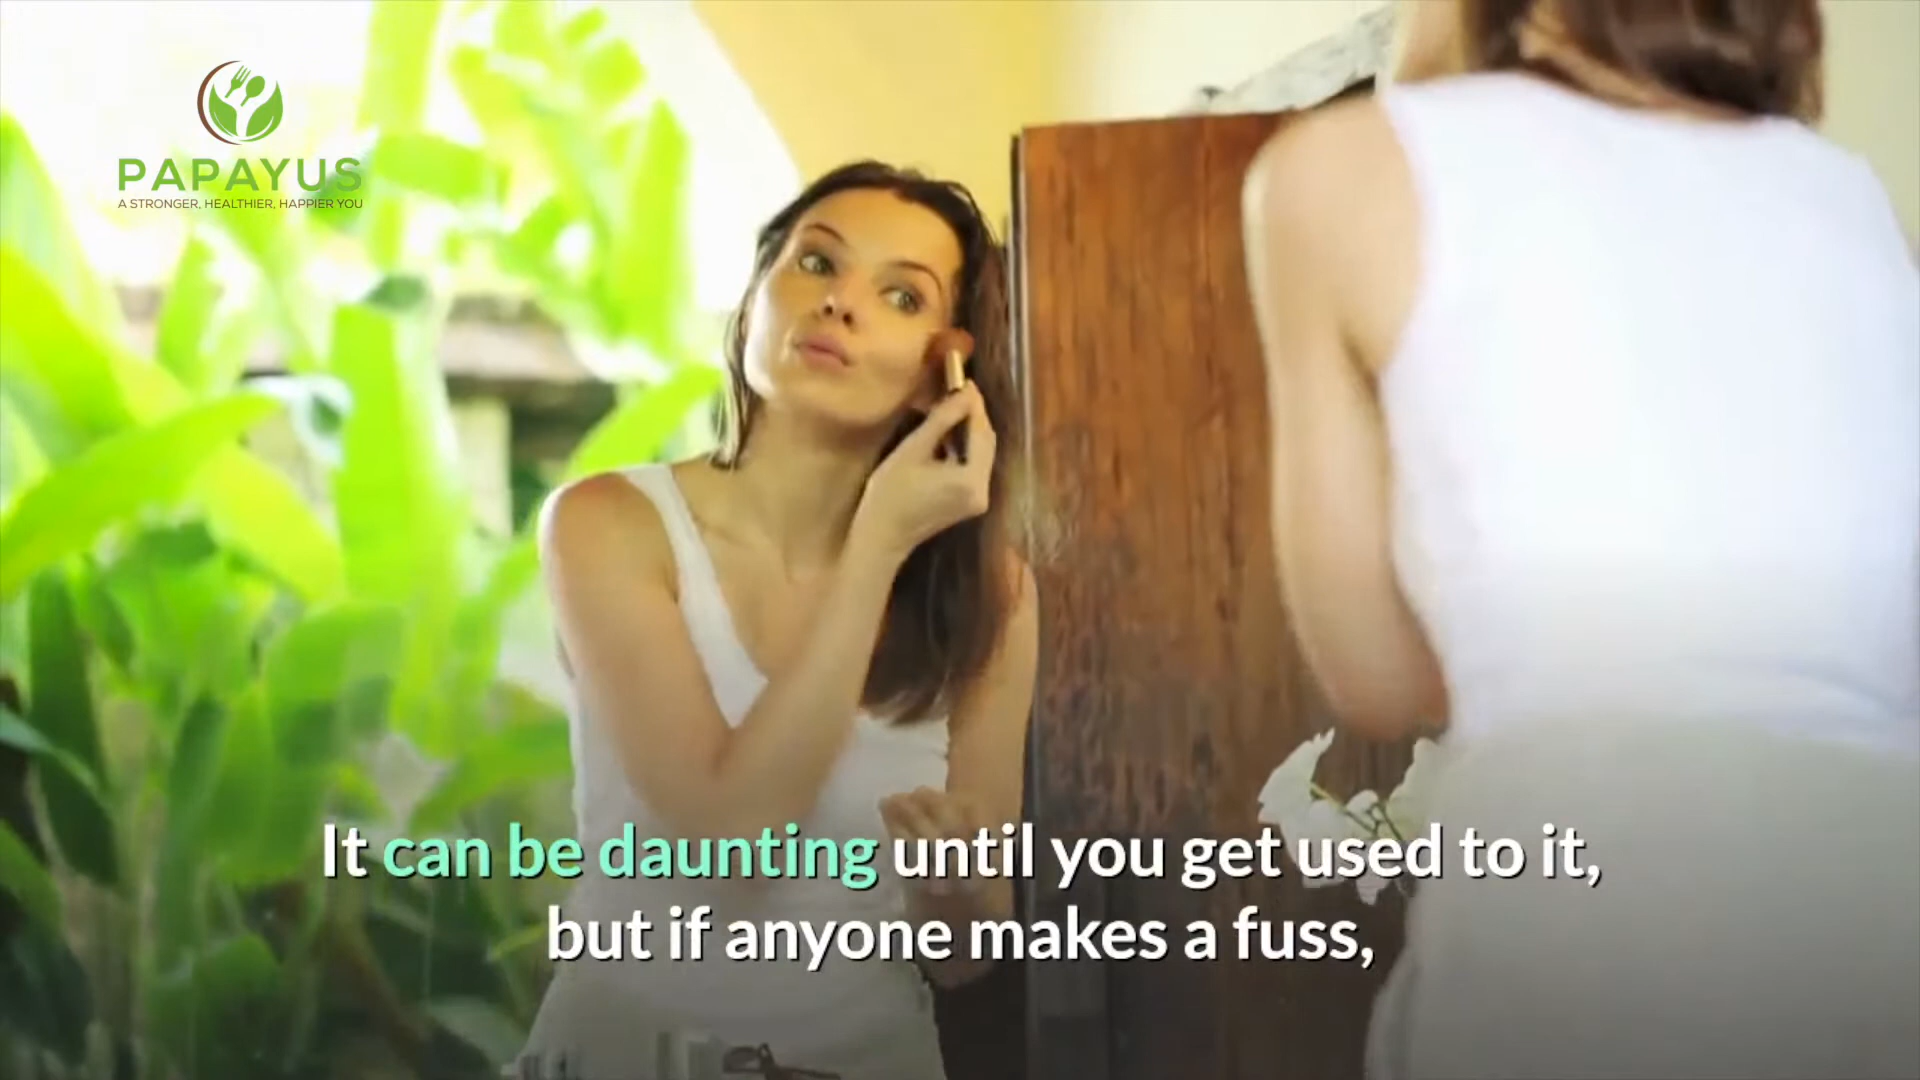 PAPAYUS
A STRONGER, HEALTHIER, HAPPIER YOU
It can be daunting until you get used to it,
but if anyone makes a fuss,